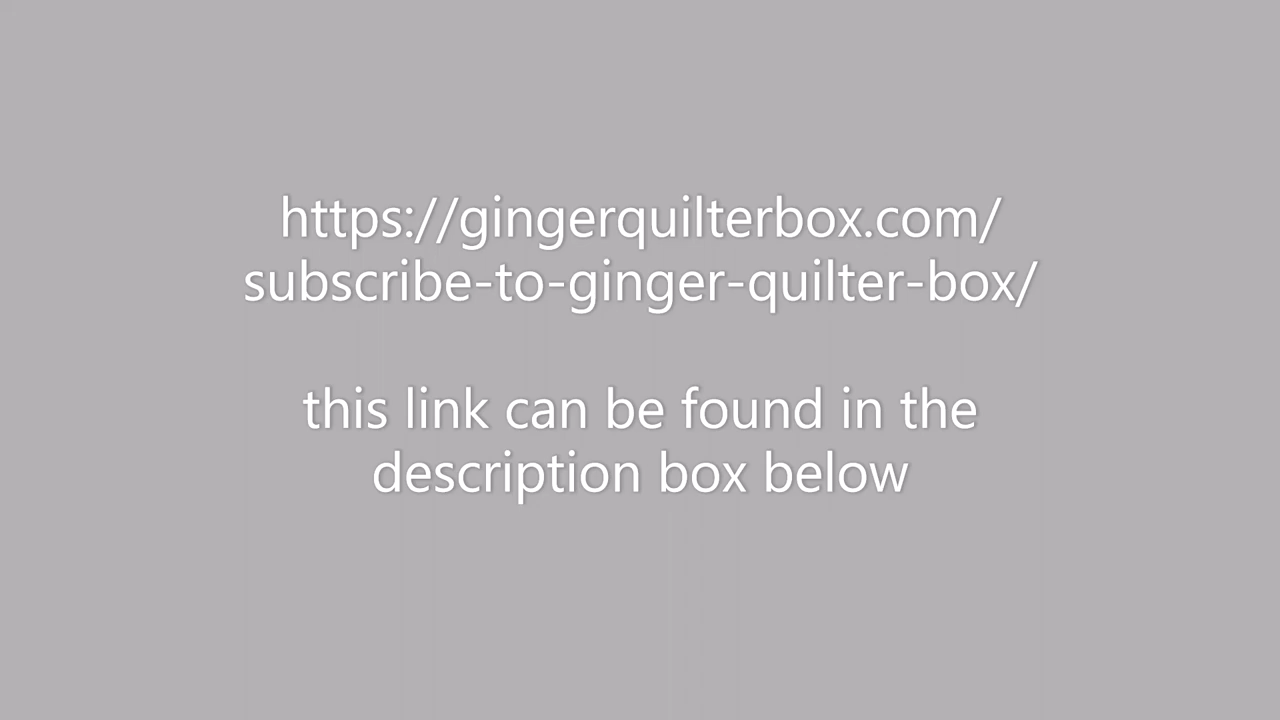 https://gingerquilterbox.com/
subscribe-to-ginger-quilter-box/
this link can be found in the
description box below